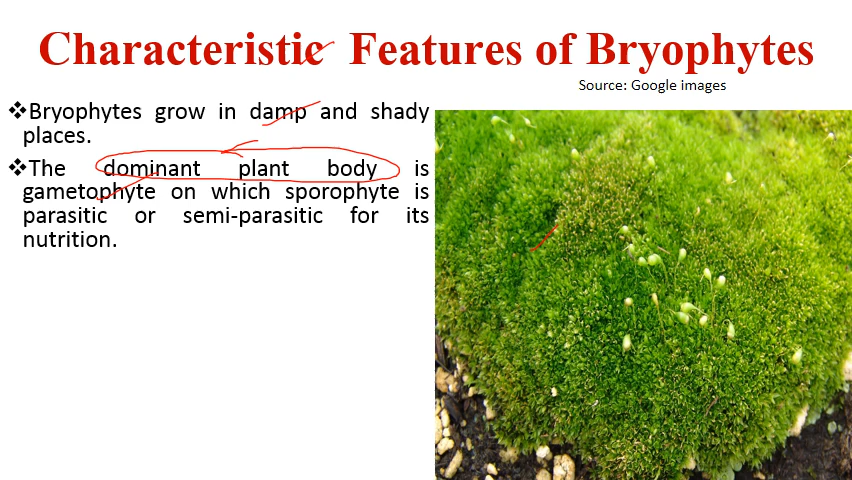 Characteristic Features of Bryophytes
Source: Google images
❖Bryophytes grow in damp and shady
places.
❖The dominant plant body is
gametophyte on which sporophyte is
parasitic or semi-parasitic for its
nutrition.